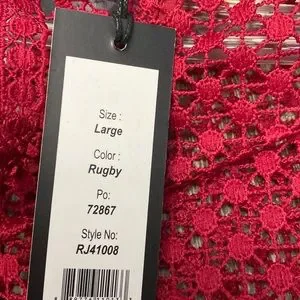 Size :
Large
Color :
Rugby
Po:
72867
Style No:
RJ41008